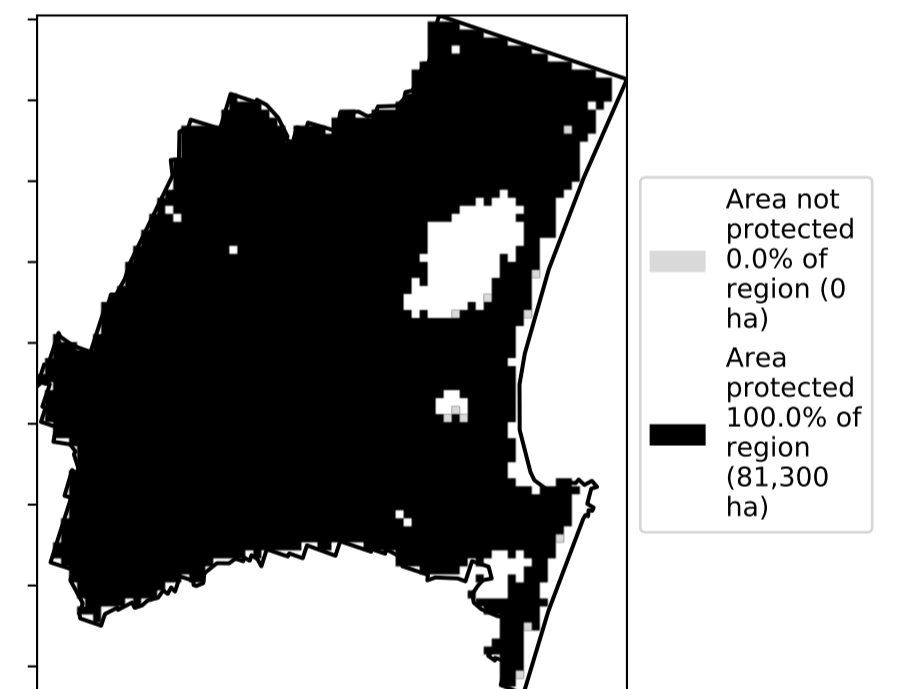 Area not
protected
0.0% of
region (0
ha)
Area
protected
100.0% of
region
(81,300
ha)